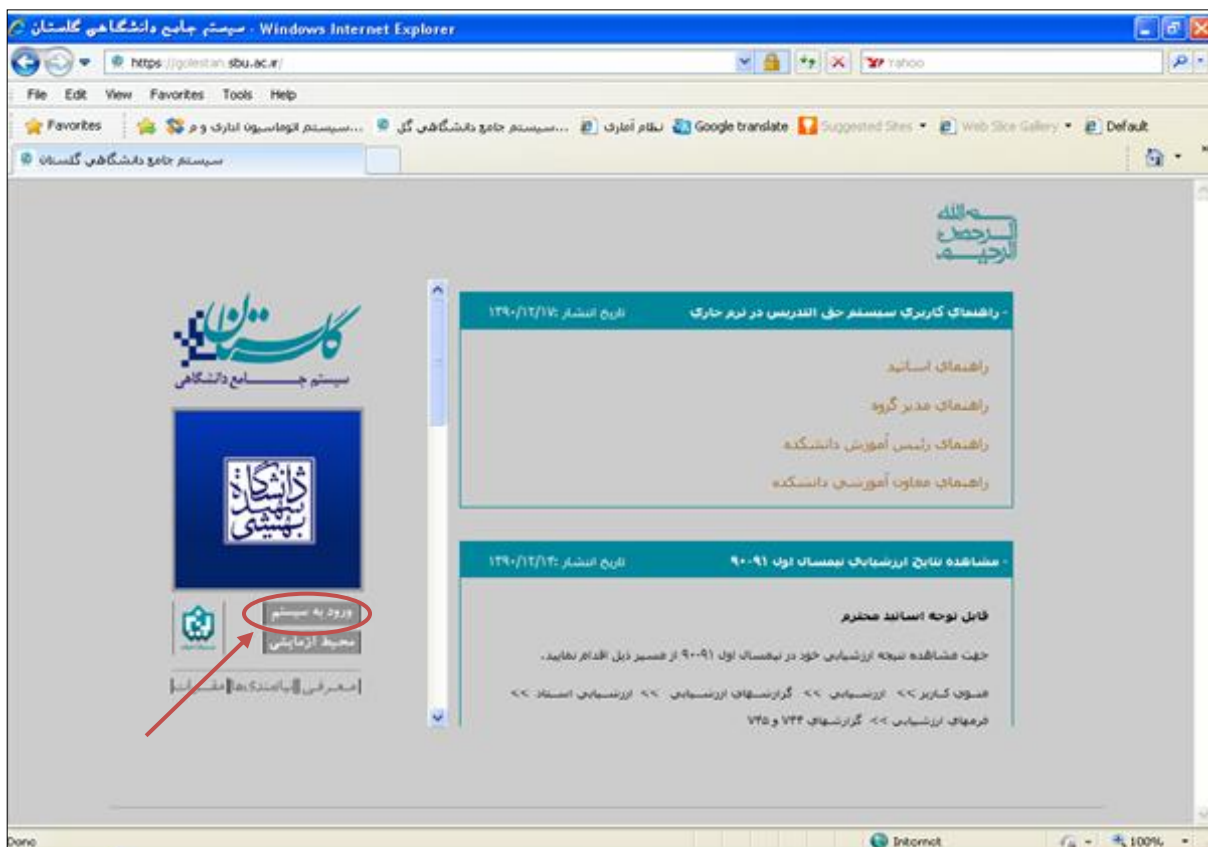 سیستم جامع دانشگاهی گلستان - Windows Internet Explorer
https://golestan.sbu.ac.ir/
Yahoo
File Edit View Favorites Tools Help
Favorites
سیستم اتوماسیون اداری و م...
سیستم جامع دانشگاهی گل...
نظام آماری
Google translate
Suggested Sites
Web Slice Gallery
Default
سیستم جامع دانشگاهی گلستان
بسم الله
الرحمن
الرحیم
گلستان
سیستم جامع دانشگاهی
دانشگاه
شهید
بهشتی
ورود به سیستم
محیط آزمایشی
معرفی | نیازمندی‌ها | مقررات
- راهنمای کاربری سیستم حق التدریس در ترم جاری
تاریخ انتشار: ۱۳۹۰/۱۲/۱۷
راهنمای اساتید
راهنمای مدیر گروه
راهنمای رئیس آموزش دانشکده
راهنمای معاون آموزشی دانشکده
- مشاهده نتایج ارزشیابی نیمسال اول ۹۱-۹۰
تاریخ انتشار: ۱۳۹۰/۱۲/۱۴
قابل توجه اساتید محترم
جهت مشاهده نتیجه ارزشیابی خود در نیمسال اول ۹۱-۹۰ از مسیر ذیل اقدام نمایید.
منوی کاربر >> ارزشیابی >> گزارشهای ارزشیابی >> ارزشیابی استاد >>
فرمهای ارزشیابی >> گزارشهای ۷۴۴ و ۷۴۵
Done
Internet
100%